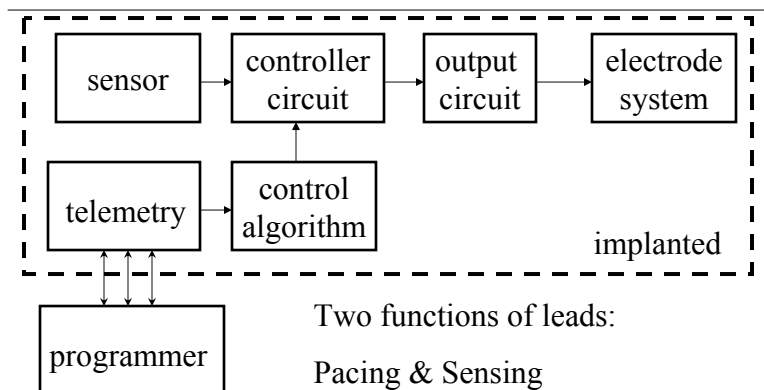 sensor
controller
circuit
output
circuit
electrode
system
telemetry
control
algorithm
implanted
programmer
Two functions of leads:
Pacing & Sensing